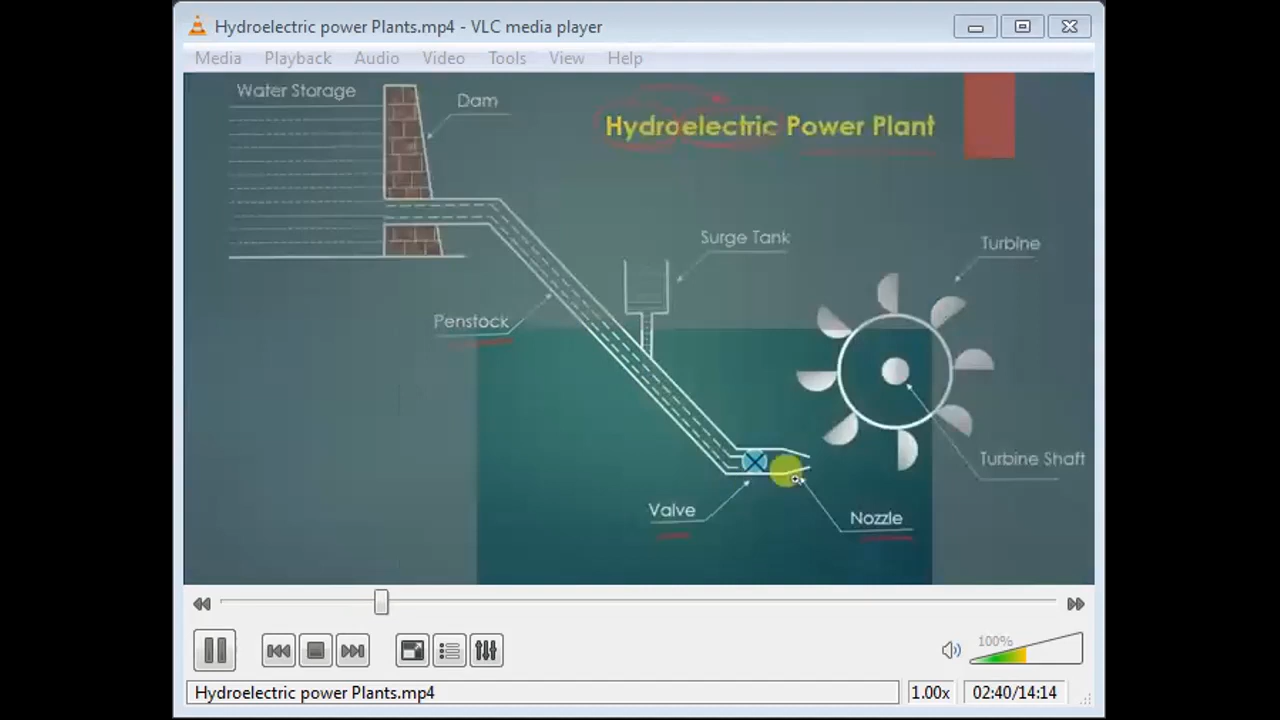 Hydroelectric power Plants.mp4 - VLC media player
Media Playback Audio Video Tools View Help
Water Storage
Dam
Hydroelectric Power Plant
Surge Tank
Turbine
Penstock
Turbine Shaft
Valve
Nozzle
100%
Hydroelectric power Plants.mp4
1.00x
02:40/14:14